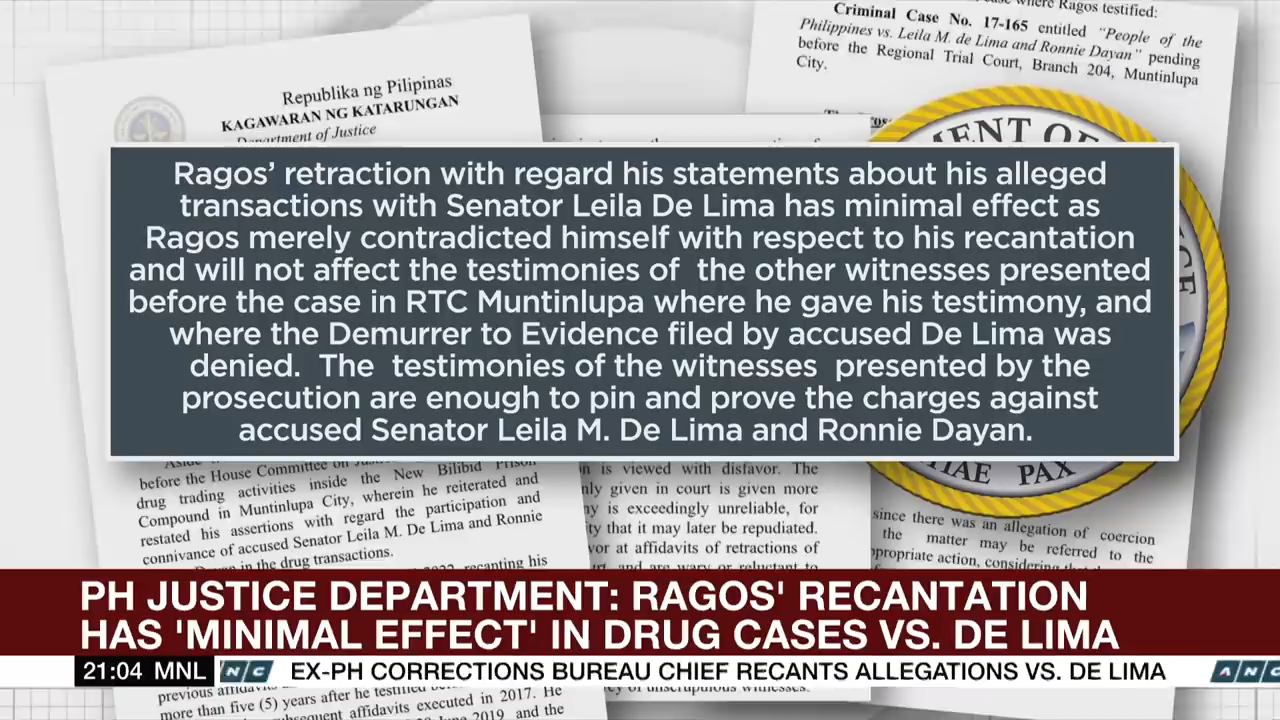 Republika ng Pilipinas
KAGAWARAN NG KATARUNGAN
Department of Justice
where Ragos testified:
Criminal Case No. 17-165 entitled "People of the
Philippines vs. Leila M. de Lima and Ronnie Dayan" pending
before the Regional Trial Court, Branch 204, Muntinlupa
City.
MENT OF
Ragos’ retraction with regard his statements about his alleged
transactions with Senator Leila De Lima has minimal effect as
Ragos merely contradicted himself with respect to his recantation
and will not affect the testimonies of the other witnesses presented
before the case in RTC Muntinlupa where he gave his testimony, and
where the Demurrer to Evidence filed by accused De Lima was
denied. The testimonies of the witnesses presented by the
prosecution are enough to pin and prove the charges against
accused Senator Leila M. De Lima and Ronnie Dayan.
PAX
before the House Committee on
drug trading activities inside the New Bilibid Prison
Compound in Muntinlupa City, wherein he reiterated and
restated his assertions with regard the participation and
connivance of accused Senator Leila M. De Lima and Ronnie
in the drug transactions.
recanting his
is viewed with disfavor. The
given in court is given more
is exceedingly unreliable, for
that it may later be repudiated.
at affidavits of retractions of
since there was an allegation of coercion
the matter may be referred to the
action, considering
PH JUSTICE DEPARTMENT: RAGOS' RECANTATION
HAS 'MINIMAL EFFECT' IN DRUG CASES VS. DE LIMA
21:04 MNL ANC EX-PH CORRECTIONS BUREAU CHIEF RECANTS ALLEGATIONS VS. DE LIMA ANC
previous
more than five (5) years after he testified
affidavits executed in 2017. He
2019, and the
of unscrupulous witnesses.